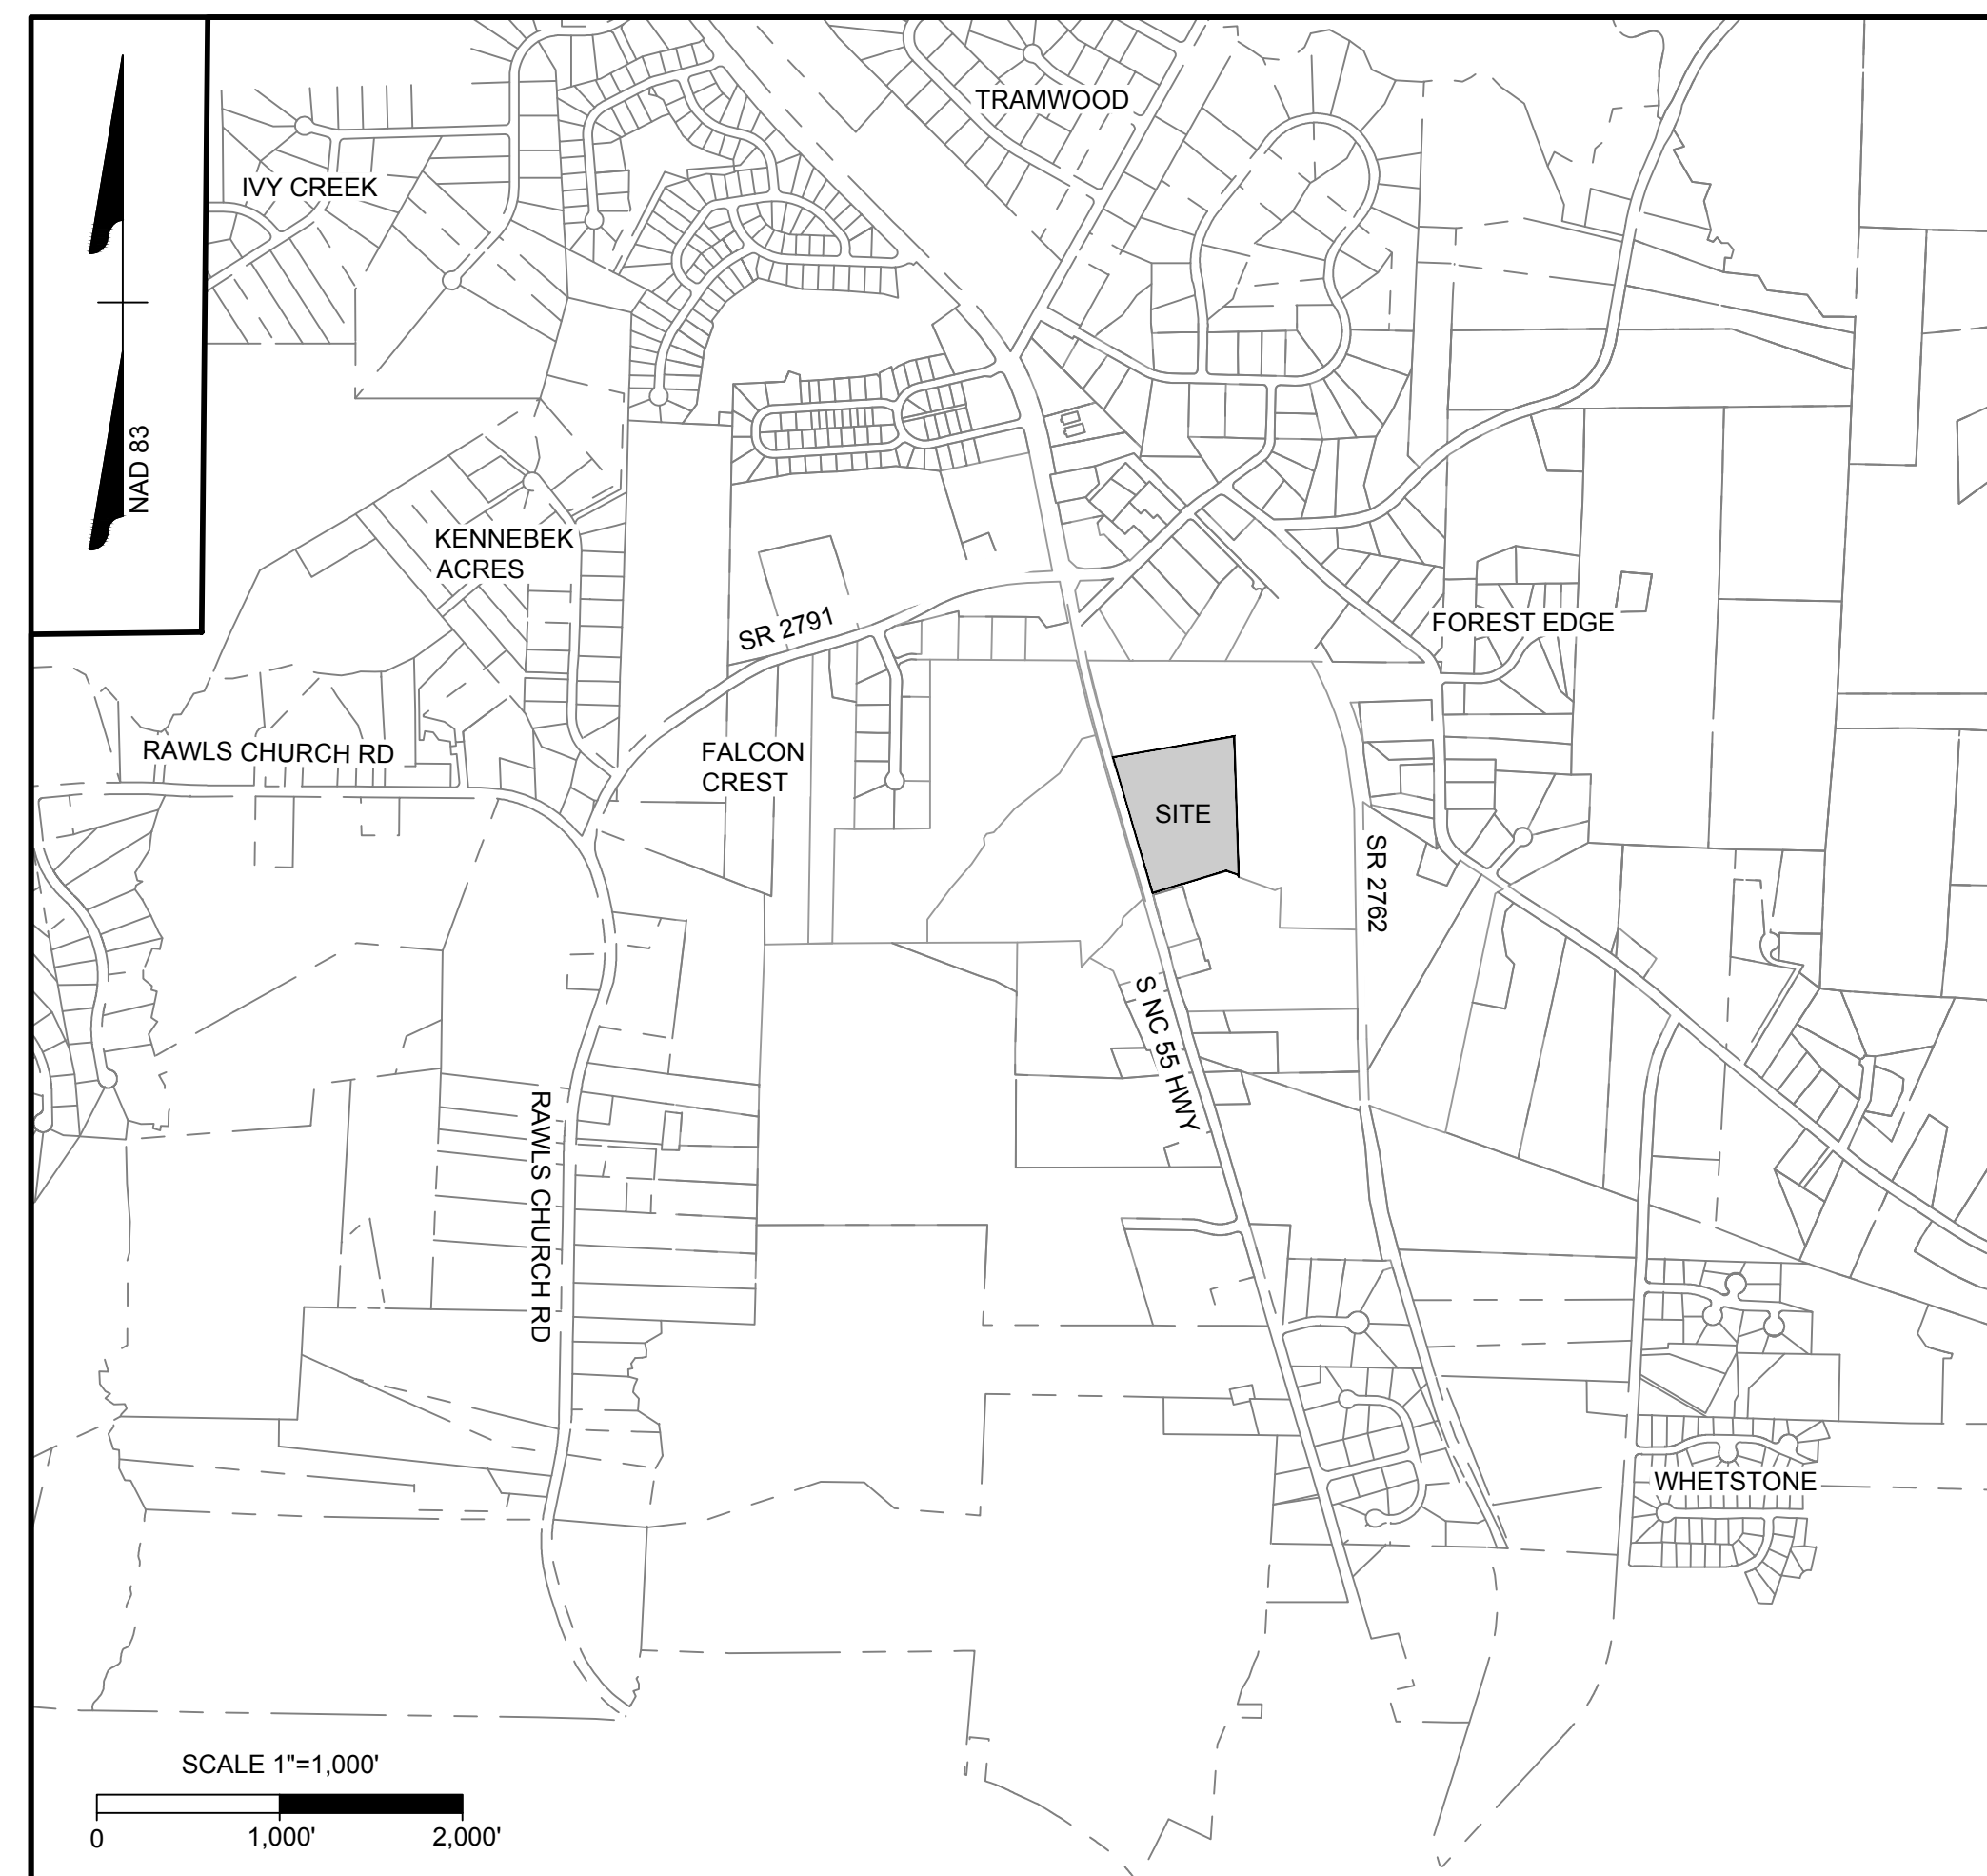 TRAMWOOD
IVY CREEK
NAD 83
KENNEBEK
ACRES
SR 2791
FOREST EDGE
RAWLS CHURCH RD
FALCON
CREST
SITE
SR 2762
S NC 55 HWY
RAWLS CHURCH RD
WHETSTONE
SCALE 1"=1,000'
0 1,000' 2,000'